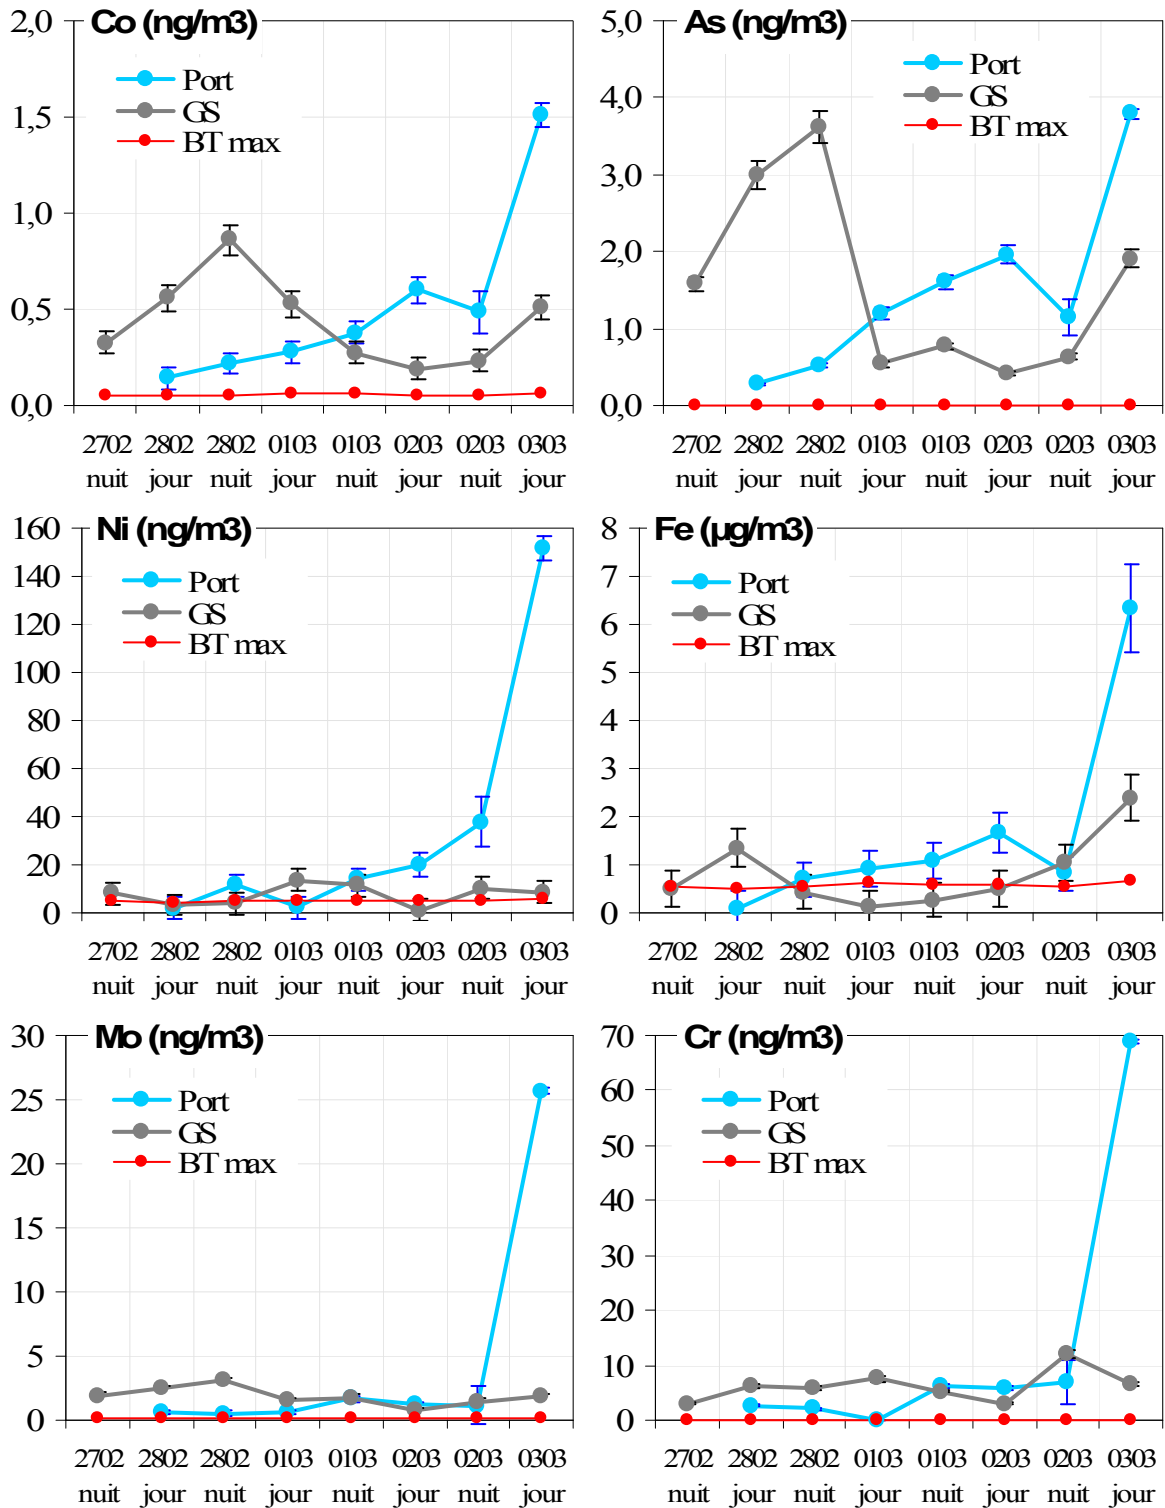 Co (ng/m3)
Port
GS
BT max
2,0
1,5
1,0
0,5
0,0
2702 2802 2802 0103 0103 0203 0203 0303
nuit jour nuit jour nuit jour nuit jour
As (ng/m3)
Port
GS
BT max
5,0
4,0
3,0
2,0
1,0
0,0
2702 2802 2802 0103 0103 0203 0203 0303
nuit jour nuit jour nuit jour nuit jour
Ni (ng/m3)
Port
GS
BT max
160
140
120
100
80
60
40
20
0
2702 2802 2802 0103 0103 0203 0203 0303
nuit jour nuit jour nuit jour nuit jour
Fe (µg/m3)
Port
GS
BT max
8
7
6
5
4
3
2
1
0
2702 2802 2802 0103 0103 0203 0203 0303
nuit jour nuit jour nuit jour nuit jour
Mo (ng/m3)
Port
GS
BT max
30
25
20
15
10
5
0
2702 2802 2802 0103 0103 0203 0203 0303
nuit jour nuit jour nuit jour nuit jour
Cr (ng/m3)
Port
GS
BT max
70
60
50
40
30
20
10
0
2702 2802 2802 0103 0103 0203 0203 0303
nuit jour nuit jour nuit jour nuit jour